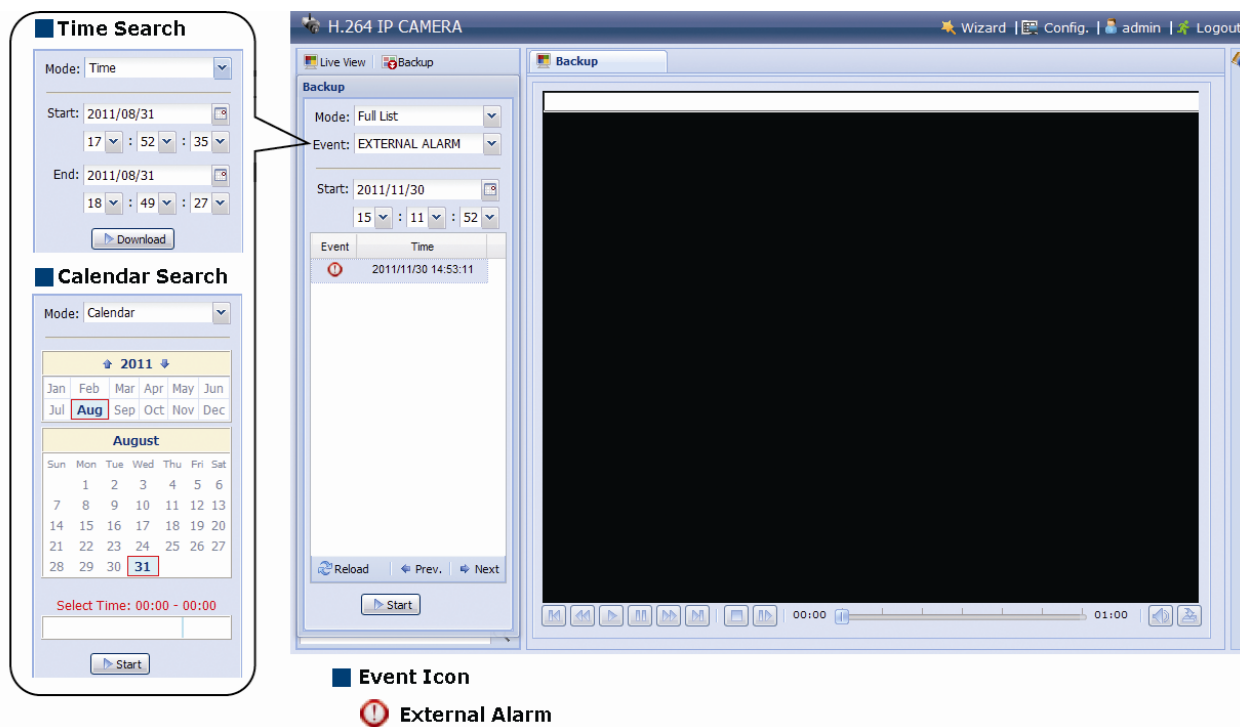 Time Search
Mode: Time
Start: 2011/08/31
17 : 52 : 35
End: 2011/08/31
18 : 49 : 27
Download
Calendar Search
Mode: Calendar
2011
Jan Feb Mar Apr May Jun
Jul Aug Sep Oct Nov Dec
August
Sun Mon Tue Wed Thu Fri Sat
1 2 3 4 5 6
7 8 9 10 11 12 13
14 15 16 17 18 19 20
21 22 23 24 25 26 27
28 29 30 31
Select Time: 00:00 - 00:00
Start
H.264 IP CAMERA
Wizard | Config. | admin | Logout
Live View Backup
Backup
Mode: Full List
Event: EXTERNAL ALARM
Start: 2011/11/30
15 : 11 : 52
Event Time
2011/11/30 14:53:11
Reload Prev. Next
Start
Backup
00:00 01:00
Event Icon
External Alarm